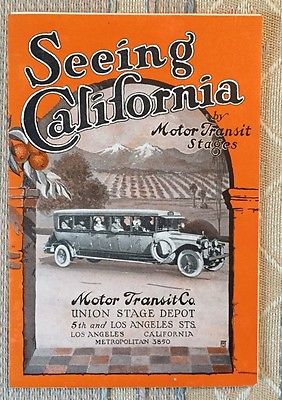 Seeing
California
by
Motor Transit
Stages
Motor Transit Co.
UNION STAGE DEPOT
5th and LOS ANGELES STS.
LOS ANGELES CALIFORNIA
METROPOLITAN 3850